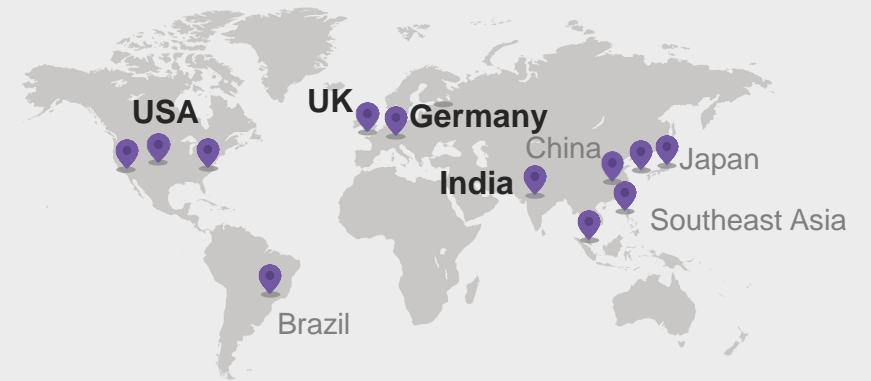 USA
UK
Germany
China
Japan
India
Southeast Asia
Brazil